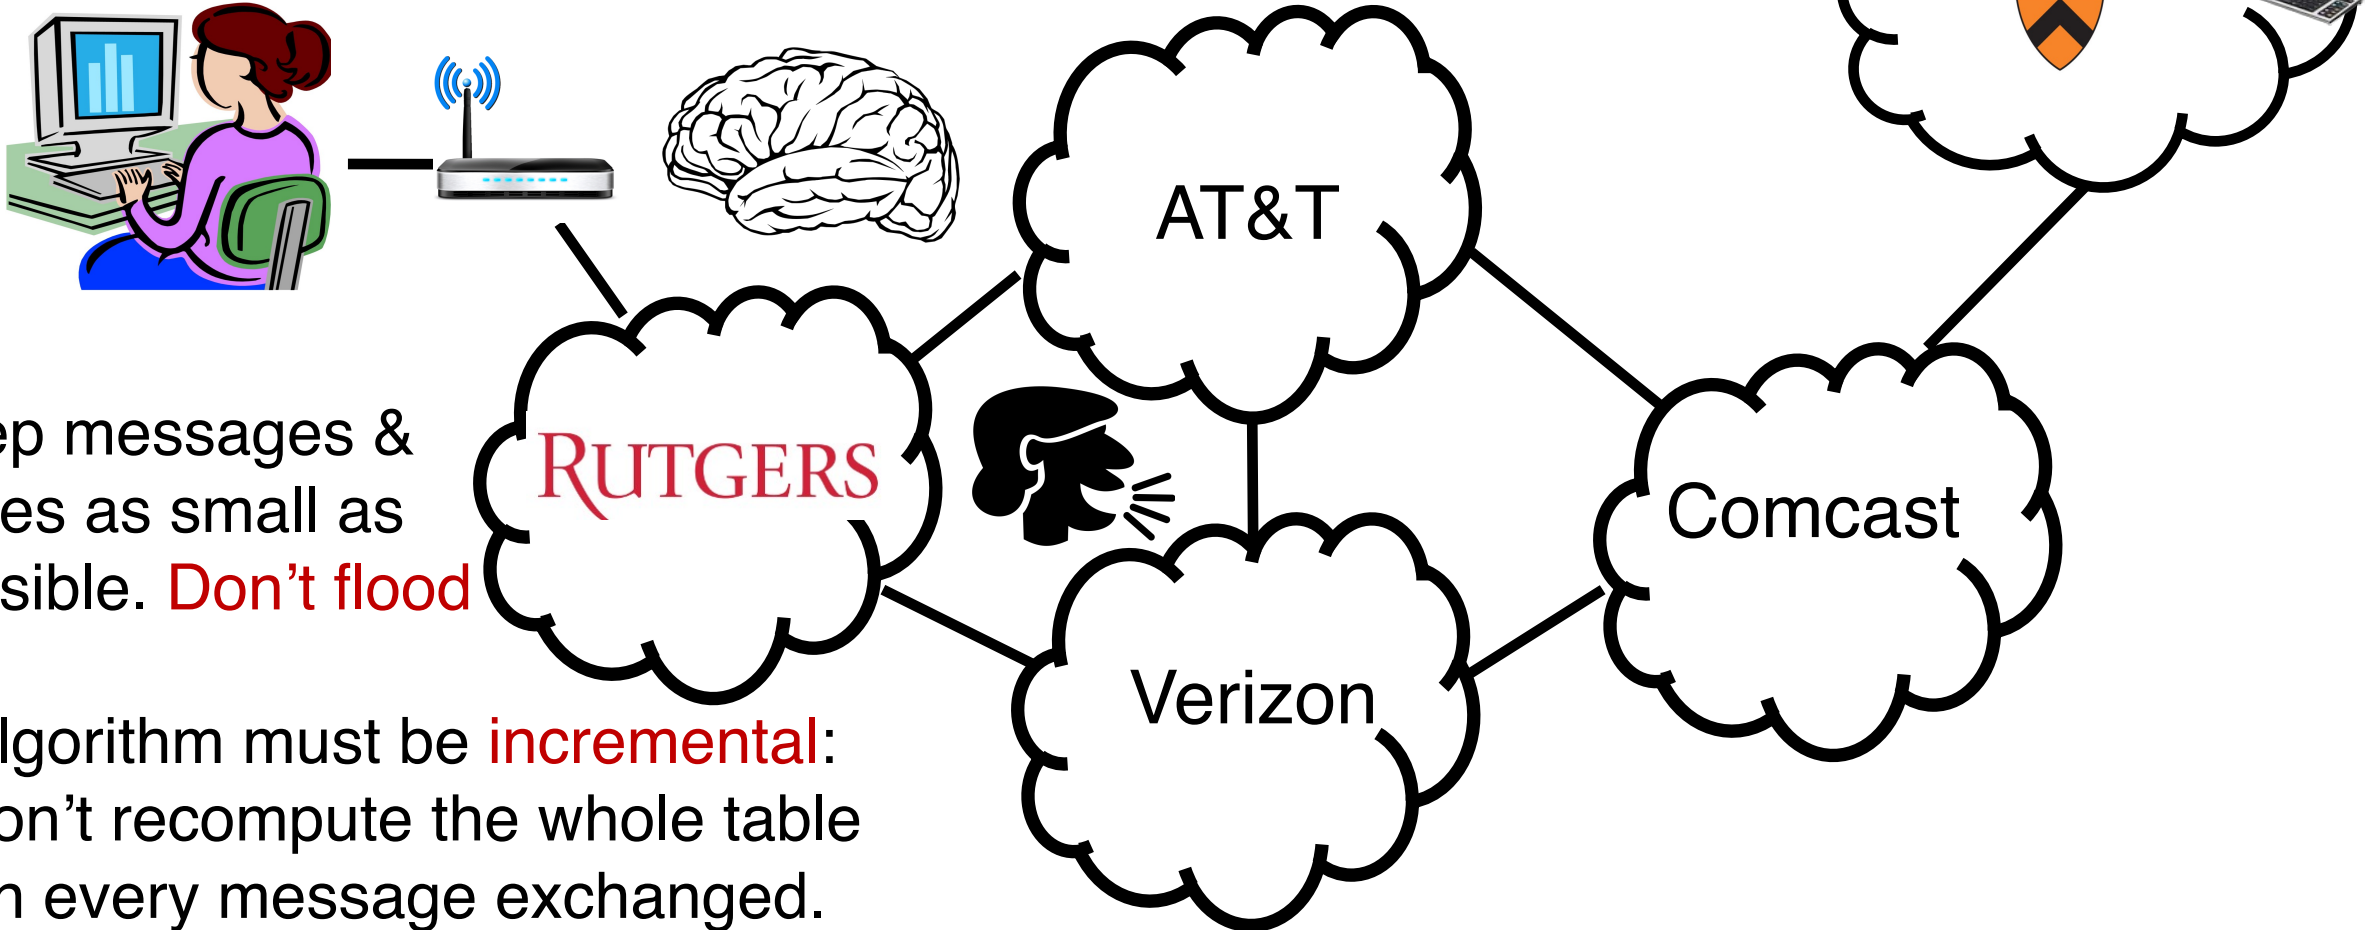 AT&T
RUTGERS
Comcast
Verizon
ep messages &
es as small as
sible. Don't flood
lgorithm must be incremental:
on't recompute the whole table
n every message exchanged.